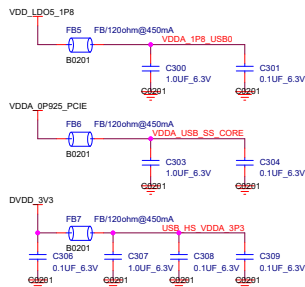 VDD_LDO5_1P8
FB5 FB/120ohm@450mA
VDDA_1P8_USB0
B0201
C300
1.0UF_6.3V
C0201
C301
0.1UF_6.3V
C0201
VDDA_0P925_PCIE
FB6 FB/120ohm@450mA
VDDA_USB_SS_CORE
B0201
C303
1.0UF_6.3V
C0201
C304
0.1UF_6.3V
C0201
DVDD_3V3
FB7 FB/120ohm@450mA
USB_HS_VDDA_3P3
B0201
C306
0.1UF_6.3V
C0201
C307
1.0UF_6.3V
C0201
C308
0.1UF_6.3V
C0201
C309
0.1UF_6.3V
C0201